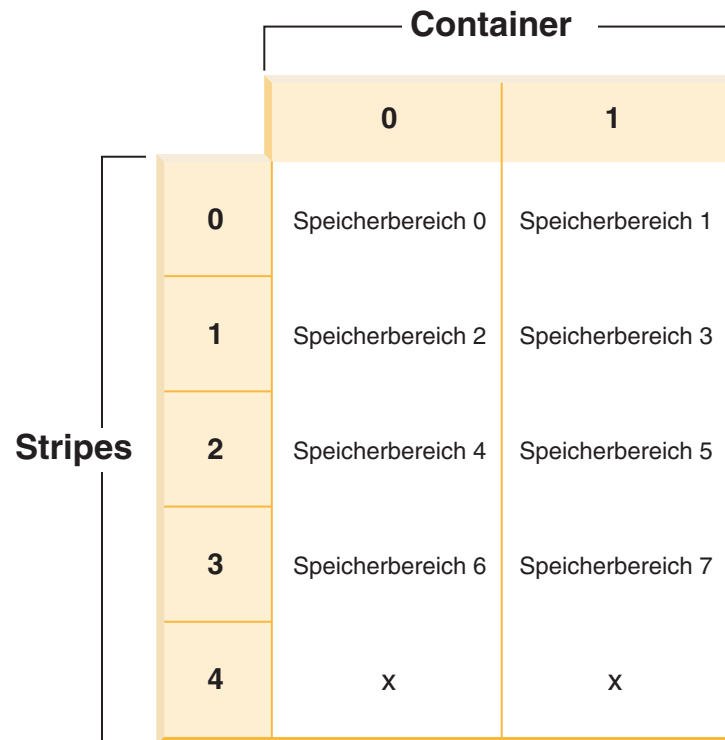 Container
0 1
0 Speicherbereich 0 Speicherbereich 1
1 Speicherbereich 2 Speicherbereich 3
Stripes
2 Speicherbereich 4 Speicherbereich 5
3 Speicherbereich 6 Speicherbereich 7
4 x x